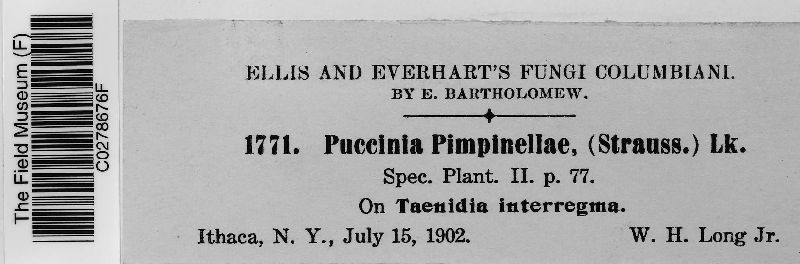 The Field Museum (F)
C0278676F
ELLIS AND EVERHART'S FUNGI COLUMBIANI.
BY E. BARTHOLOMEW.
1771. Puccinia Pimpinellae, (Strauss.) Lk.
Spec. Plant. II. p. 77.
On Taenidia interregma.
Ithaca, N. Y., July 15, 1902. W. H. Long Jr.